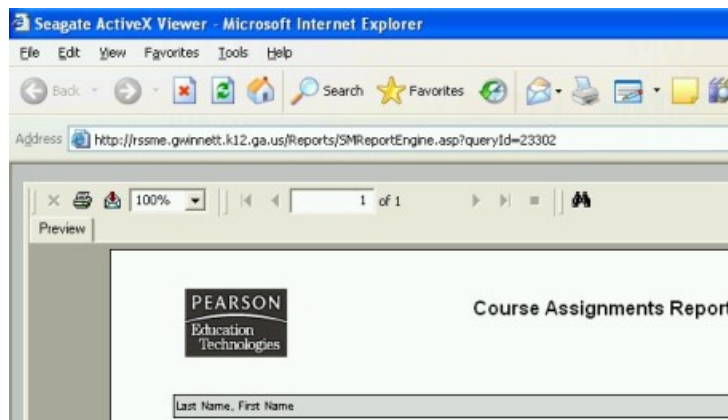 Seagate ActiveX Viewer - Microsoft Internet Explorer
File Edit View Favorites Tools Help
Back Search Favorites
Address http://rssme.gwinnett.k12.ga.us/Reports/SMReportEngine.asp?queryId=23302
100% 1 of 1
Preview
PEARSON
Education
Technologies
Course Assignments Report
Last Name, First Name